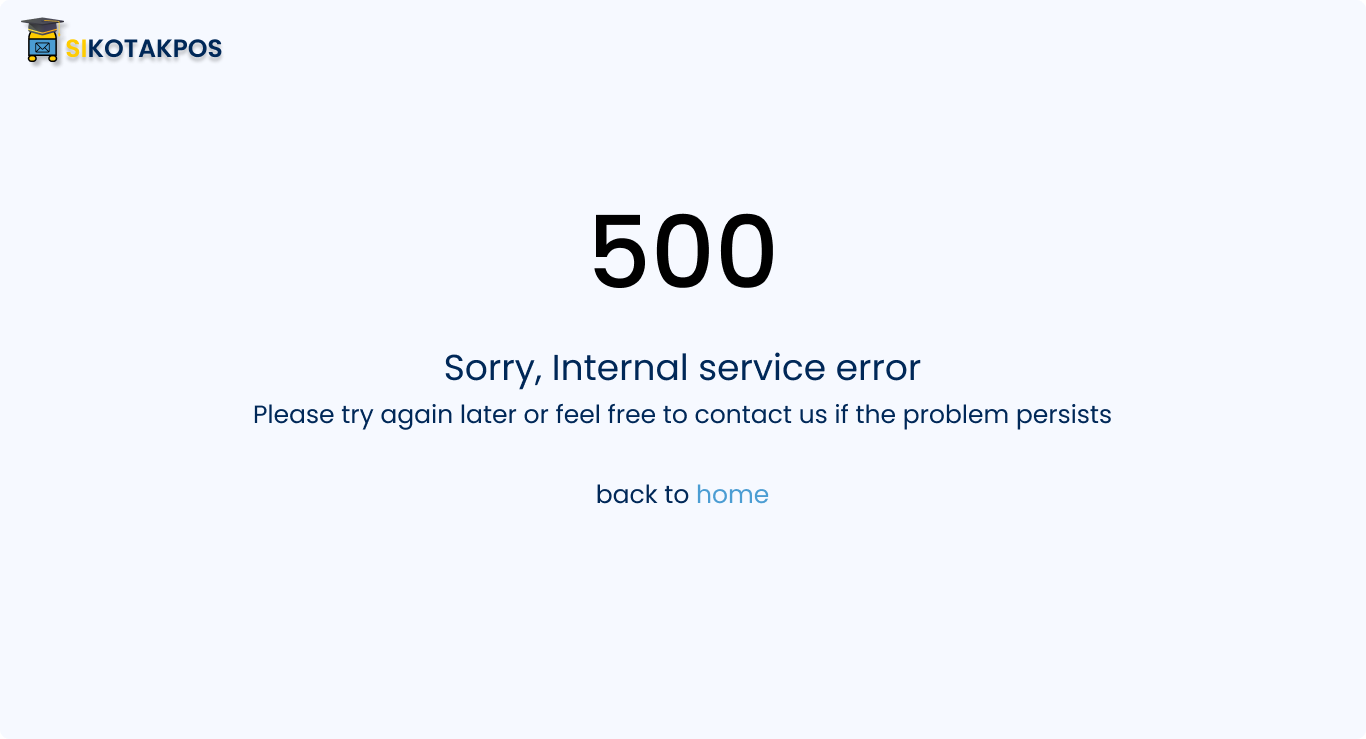 SIKOTAKPOS
500
Sorry, Internal service error
Please try again later or feel free to contact us if the problem persists
back to home